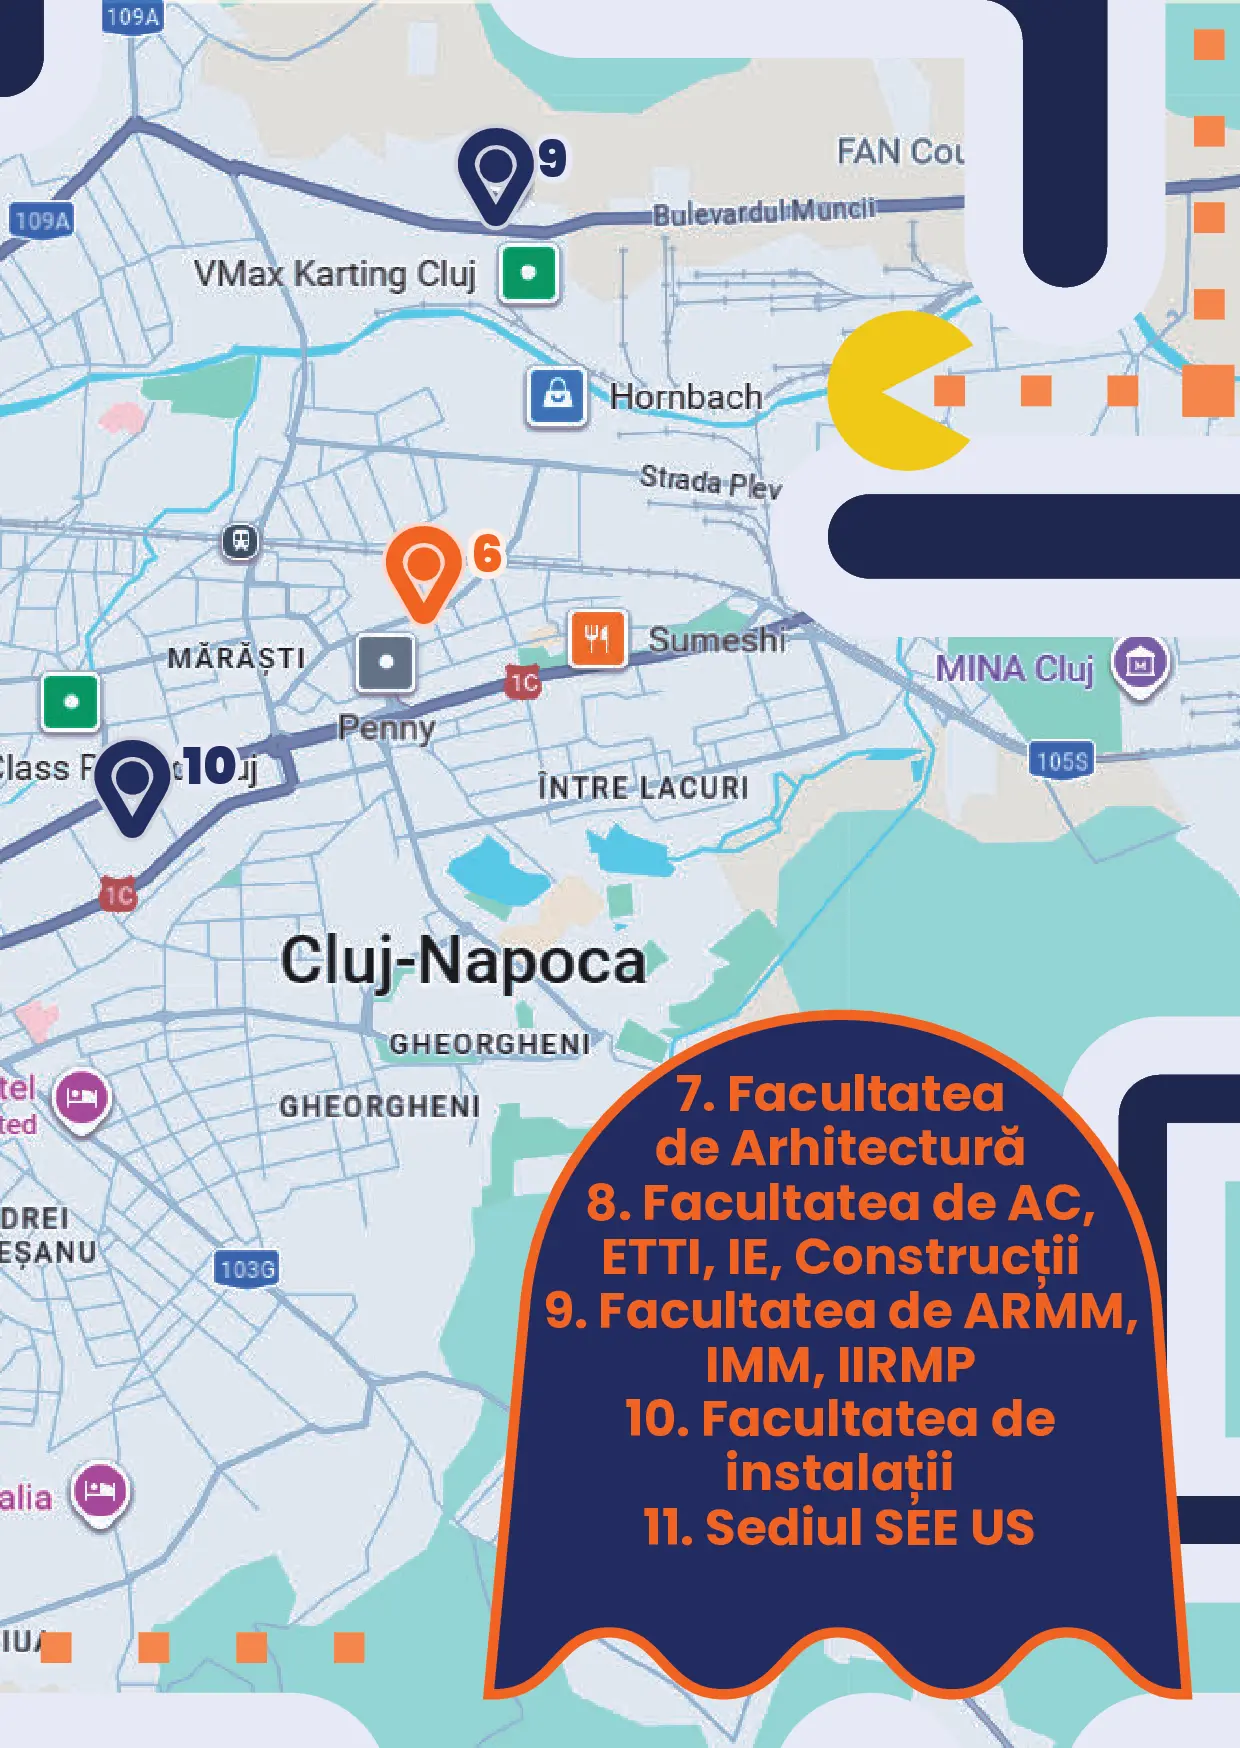 109A
9
FAN Cou
109A
Bulevardul Muncii
VMax Karting Cluj
Hornbach
Strada Plev
6
MĂRĂȘTI
Sumeshi
MINA Cluj
1C
Penny
10
105S
ÎNTRE LACURI
1C
Cluj-Napoca
GHEORGHENI
GHEORGHENI
tel
ted
DREI
EȘANU
103G
alia
7. Facultatea
de Arhitectură
8. Facultatea de AC,
ETTI, IE, Construcții
9. Facultatea de ARMM,
IMM, IIRMP
10. Facultatea de
instalații
11. Sediul SEE US